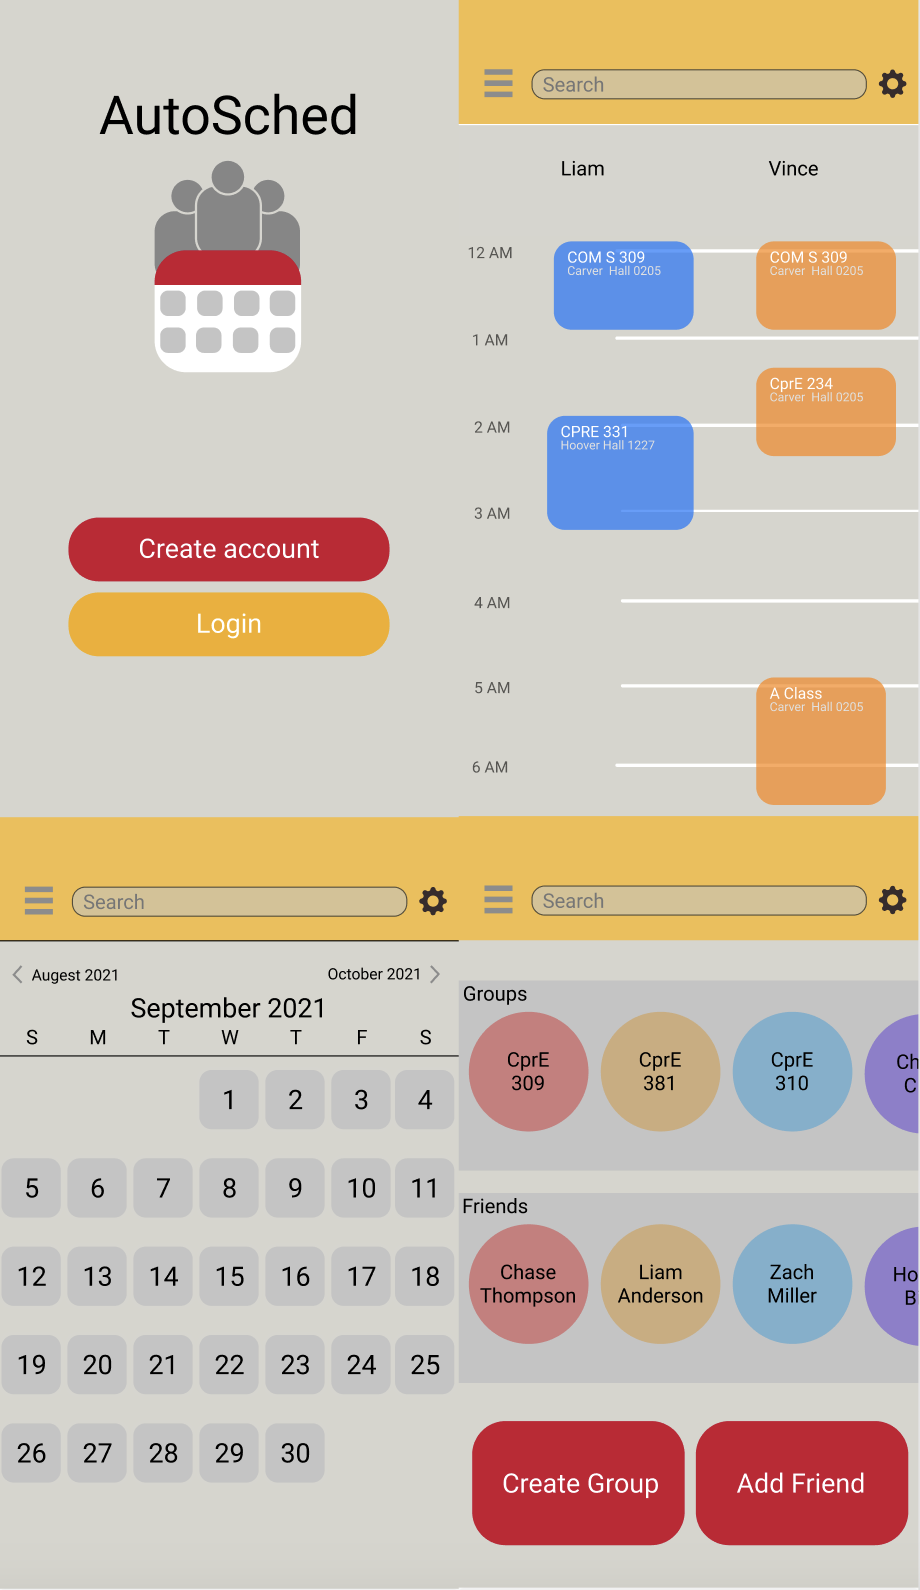 AutoSched
Create account
Login
Search
Liam Vince
12 AM
COM S 309
Carver Hall 0205
COM S 309
Carver Hall 0205
1 AM
CprE 234
Carver Hall 0205
2 AM
CPRE 331
Hoover Hall 1227
3 AM
4 AM
5 AM
A Class
Carver Hall 0205
6 AM
Search
Augest 2021 October 2021
September 2021
S M T W T F S
1 2 3 4
5 6 7 8 9 10 11
12 13 14 15 16 17 18
19 20 21 22 23 24 25
26 27 28 29 30
Search
Groups
CprE
309
CprE
381
CprE
310
Ch
C
Friends
Chase
Thompson
Liam
Anderson
Zach
Miller
Ho
B
Create Group
Add Friend